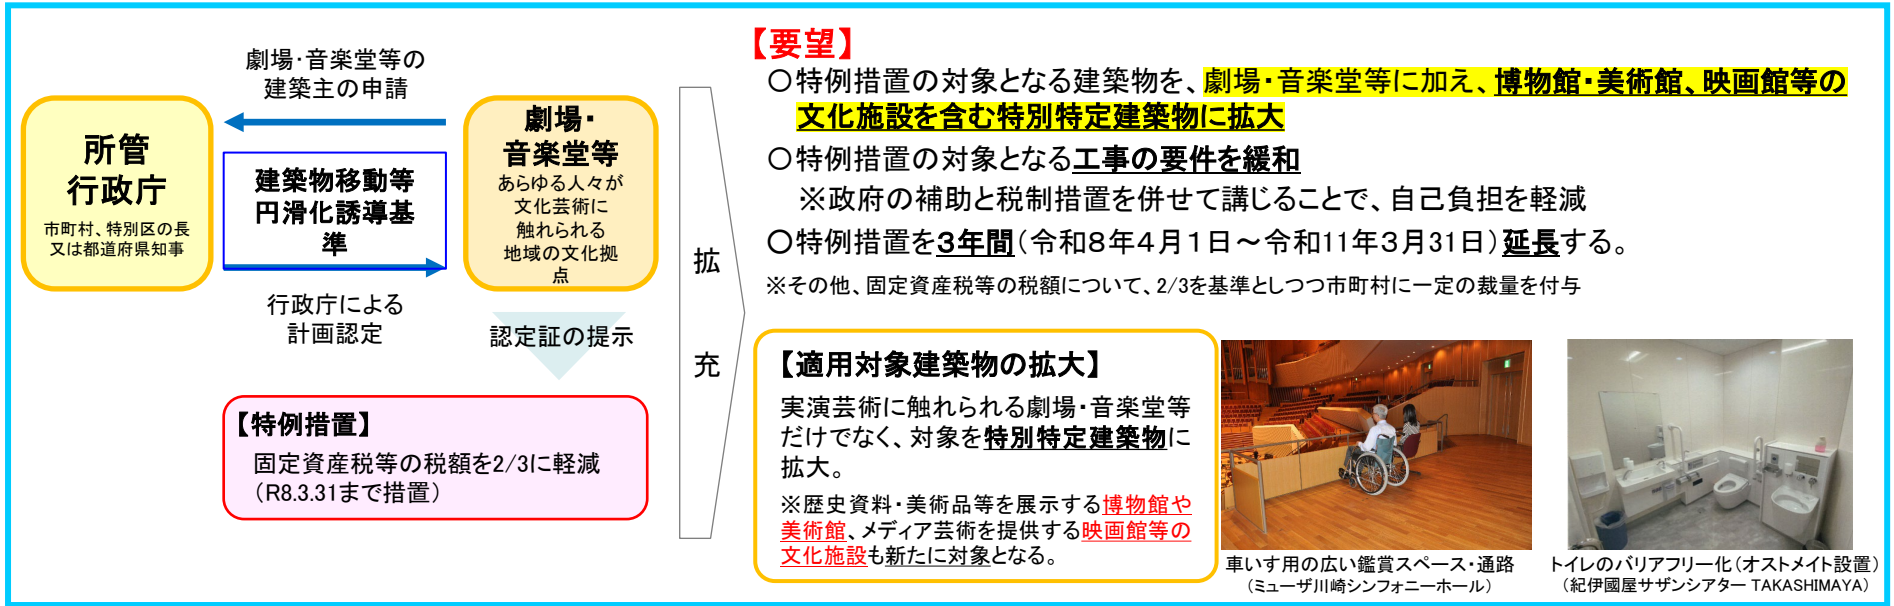 劇場・音楽堂等の
建築主の申請
所管
行政庁
市町村、特別区の長
又は都道府県知事
建築物移動等
円滑化誘導基
準
劇場・
音楽堂等
あらゆる人々が
文化芸術に
触れられる
地域の文化拠
点
行政庁による
計画認定
認定証の提示
【特例措置】
固定資産税等の税額を2/3に軽減
（R8.3.31まで措置）
拡
充
【要望】
○特例措置の対象となる建築物を、劇場・音楽堂等に加え、博物館・美術館、映画館等の
文化施設を含む特別特定建築物に拡大
○特例措置の対象となる工事の要件を緩和
※政府の補助と税制措置を併せて講じることで、自己負担を軽減
○特例措置を３年間（令和８年４月１日～令和11年３月31日）延長する。
※その他、固定資産税等の税額について、2/3を基準としつつ市町村に一定の裁量を付与
【適用対象建築物の拡大】
実演芸術に触れられる劇場・音楽堂等
だけでなく、対象を特別特定建築物に
拡大。
※歴史資料・美術品等を展示する博物館や
美術館、メディア芸術を提供する映画館等の
文化施設も新たに対象となる。
車いす用の広い鑑賞スペース・通路
（ミューザ川崎シンフォニーホール）
トイレのバリアフリー化（オストメイト設置）
（紀伊國屋サザンシアター TAKASHIMAYA）